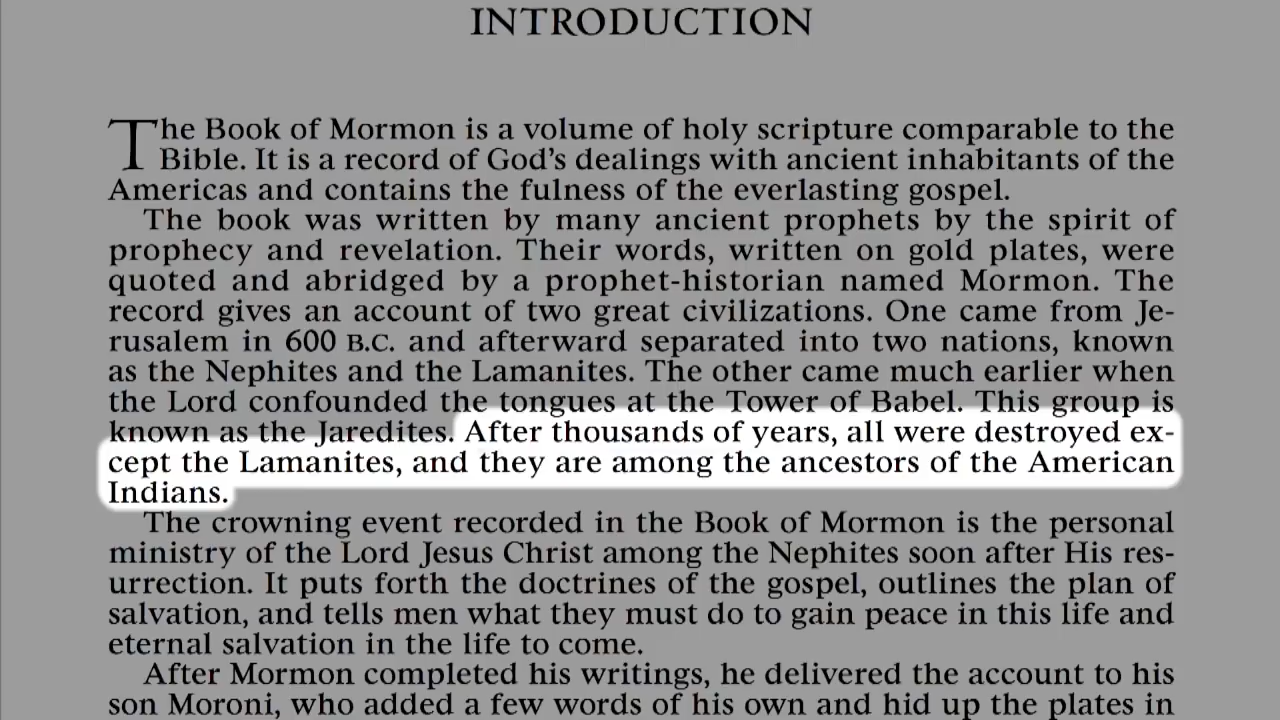 INTRODUCTION
The Book of Mormon is a volume of holy scripture comparable to the
Bible. It is a record of God's dealings with ancient inhabitants of the
Americas and contains the fulness of the everlasting gospel.
The book was written by many ancient prophets by the spirit of
prophecy and revelation. Their words, written on gold plates, were
quoted and abridged by a prophet-historian named Mormon. The
record gives an account of two great civilizations. One came from Je-
rusalem in 600 B.C. and afterward separated into two nations, known
as the Nephites and the Lamanites. The other came much earlier when
the Lord confounded the tongues at the Tower of Babel. This group is
known as the Jaredites. After thousands of years, all were destroyed ex-
cept the Lamanites, and they are among the ancestors of the American
Indians.
The crowning event recorded in the Book of Mormon is the personal
ministry of the Lord Jesus Christ among the Nephites soon after His res-
urrection. It puts forth the doctrines of the gospel, outlines the plan of
salvation, and tells men what they must do to gain peace in this life and
eternal salvation in the life to come.
After Mormon completed his writings, he delivered the account to his
son Moroni, who added a few words of his own and hid up the plates in